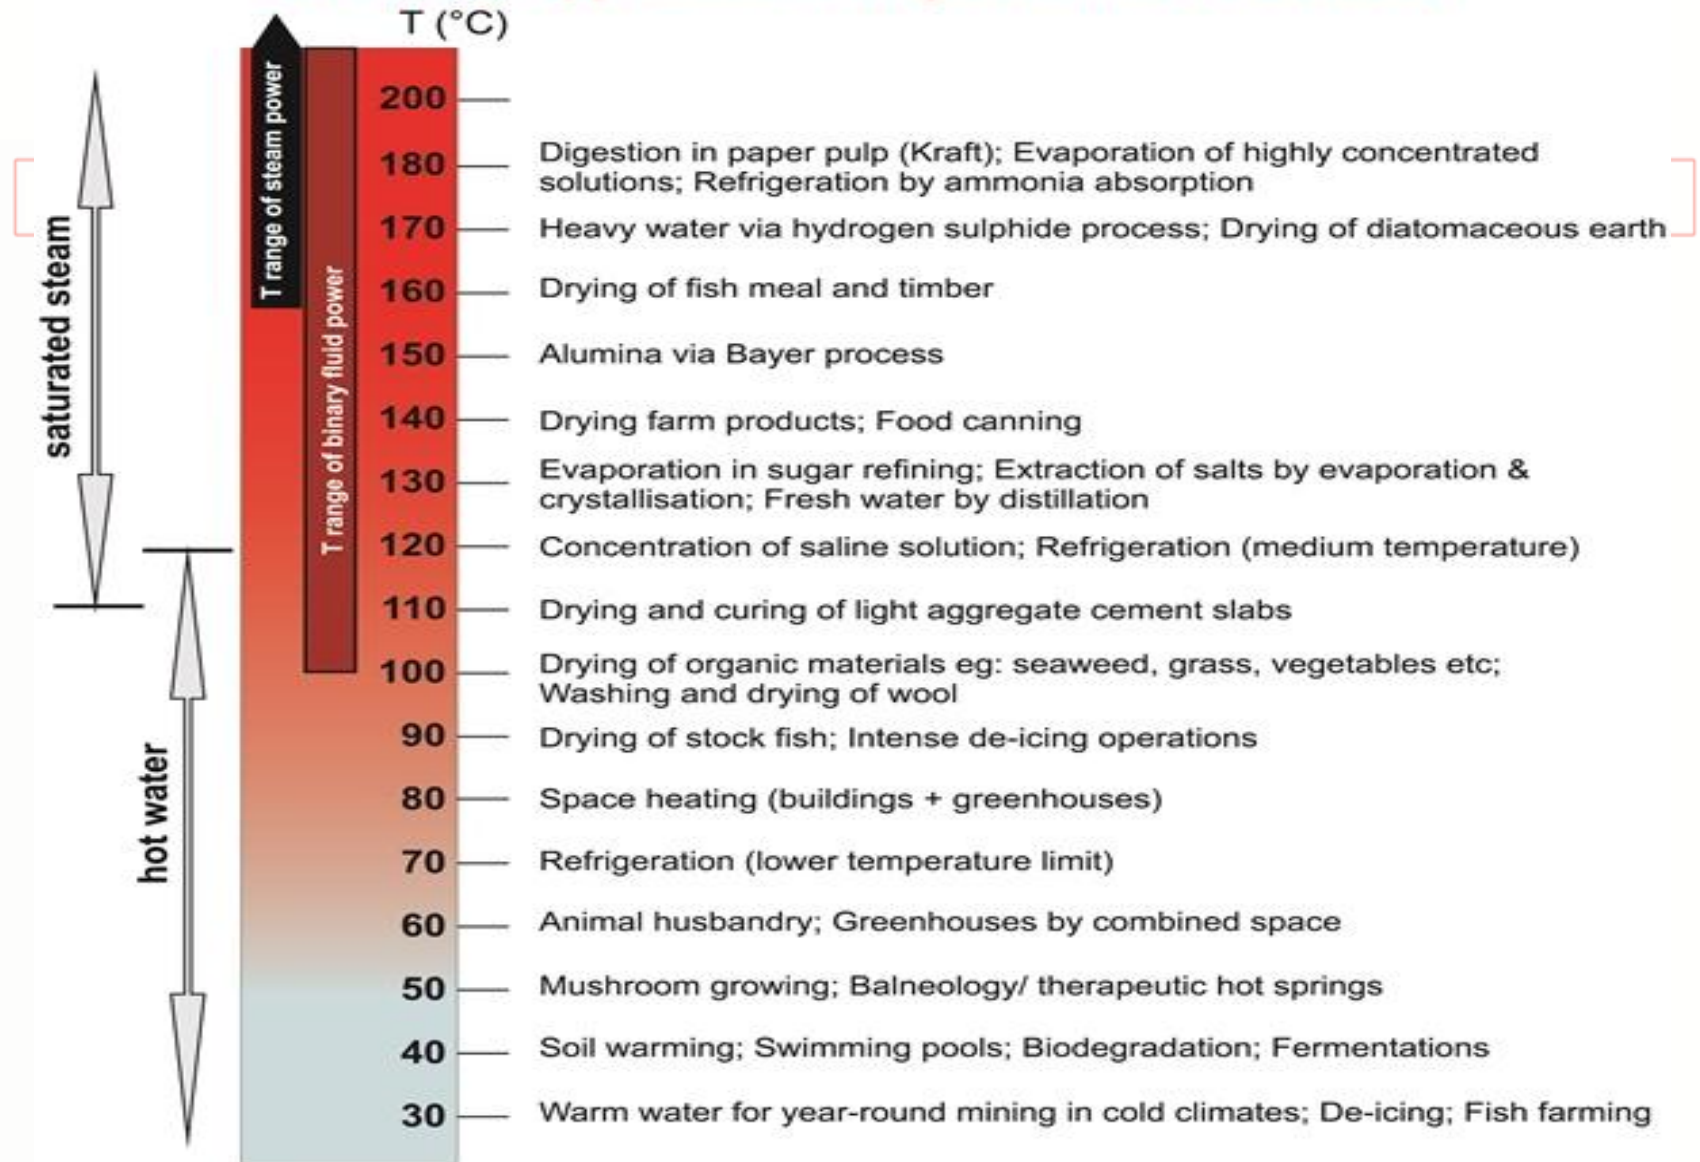 T (°C)
T range of steam power
T range of binary fluid power
saturated steam
hot water
200
180 Digestion in paper pulp (Kraft); Evaporation of highly concentrated
solutions; Refrigeration by ammonia absorption
170 Heavy water via hydrogen sulphide process; Drying of diatomaceous earth
160 Drying of fish meal and timber
150 Alumina via Bayer process
140 Drying farm products; Food canning
130 Evaporation in sugar refining; Extraction of salts by evaporation &
crystallisation; Fresh water by distillation
120 Concentration of saline solution; Refrigeration (medium temperature)
110 Drying and curing of light aggregate cement slabs
100 Drying of organic materials eg: seaweed, grass, vegetables etc;
Washing and drying of wool
90 Drying of stock fish; Intense de-icing operations
80 Space heating (buildings + greenhouses)
70 Refrigeration (lower temperature limit)
60 Animal husbandry; Greenhouses by combined space
50 Mushroom growing; Balneology/ therapeutic hot springs
40 Soil warming; Swimming pools; Biodegradation; Fermentations
30 Warm water for year-round mining in cold climates; De-icing; Fish farming